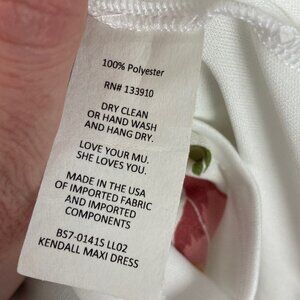 100% Polyester
RN# 133910
DRY CLEAN
OR HAND WASH
AND HANG DRY.
LOVE YOUR MU.
SHE LOVES YOU.
MADE IN THE USA
OF IMPORTED FABRIC
AND IMPORTED
COMPONENTS
BS7-0141S LL02
KENDALL MAXI DRESS